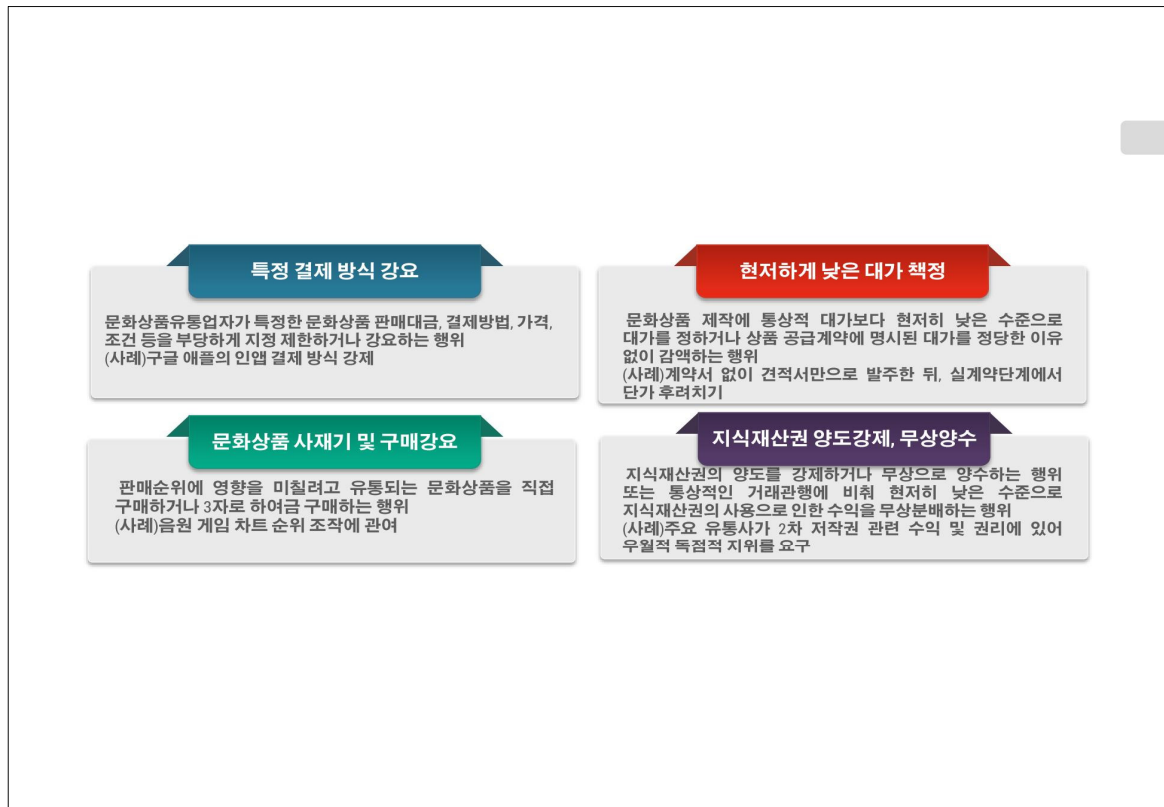 특정 결제 방식 강요
문화상품유통업자가 특정한 문화상품 판매대금, 결제방법, 가격,
조건 등을 부당하게 지정 제한하거나 강요하는 행위
(사례)구글 애플의 인앱 결제 방식 강제
현저하게 낮은 대가 책정
문화상품 제작에 통상적 대가보다 현저히 낮은 수준으로
대가를 정하거나 상품 공급계약에 명시된 대가를 정당한 이유
없이 감액하는 행위
(사례)계약서 없이 견적서만으로 발주한 뒤, 실계약단계에서
단가 후려치기
문화상품 사재기 및 구매강요
판매순위에 영향을 미칠려고 유통되는 문화상품을 직접
구매하거나 3자로 하여금 구매하는 행위
(사례)음원 게임 차트 순위 조작에 관여
지식재산권 양도강제, 무상양수
지식재산권의 양도를 강제하거나 무상으로 양수하는 행위
또는 통상적인 거래관행에 비춰 현저히 낮은 수준으로
지식재산권의 사용으로 인한 수익을 무상분배하는 행위
(사례)주요 유통사가 2차 저작권 관련 수익 및 권리에 있어
우월적 독점적 지위를 요구